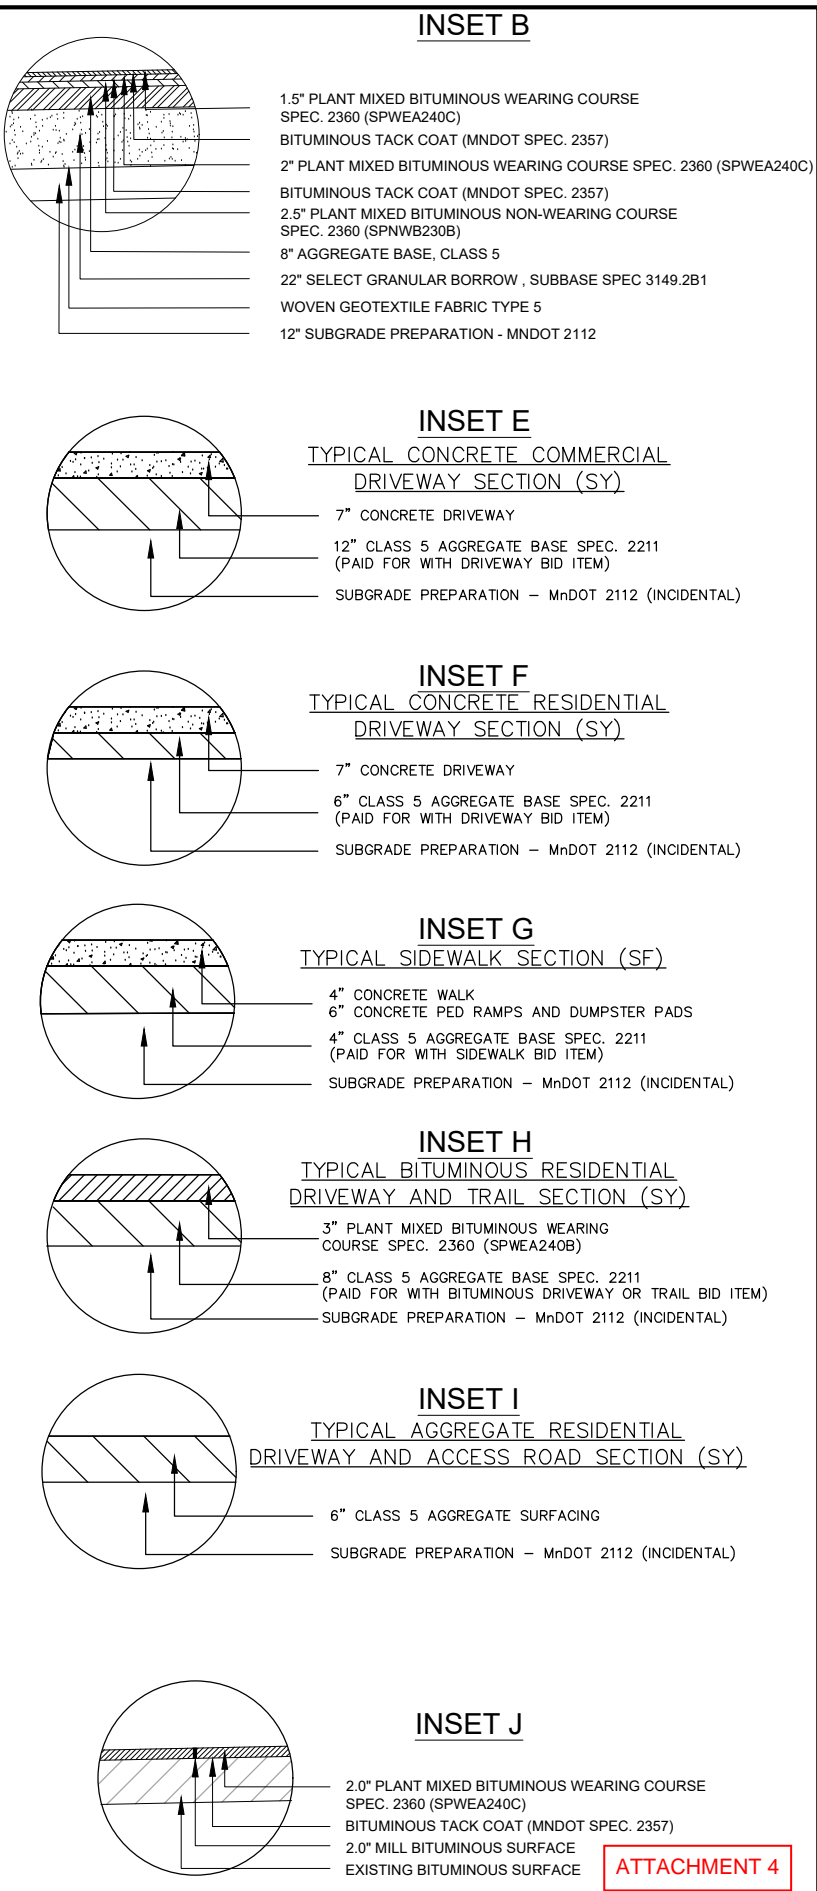 INSET B
1.5" PLANT MIXED BITUMINOUS WEARING COURSE
SPEC. 2360 (SPWEA240C)
BITUMINOUS TACK COAT (MNDOT SPEC. 2357)
2" PLANT MIXED BITUMINOUS WEARING COURSE SPEC. 2360 (SPWEA240C)
BITUMINOUS TACK COAT (MNDOT SPEC. 2357)
2.5" PLANT MIXED BITUMINOUS NON-WEARING COURSE
SPEC. 2360 (SPNWB230B)
8" AGGREGATE BASE, CLASS 5
22" SELECT GRANULAR BORROW , SUBBASE SPEC 3149.2B1
WOVEN GEOTEXTILE FABRIC TYPE 5
12" SUBGRADE PREPARATION - MNDOT 2112
INSET E
TYPICAL CONCRETE COMMERCIAL
DRIVEWAY SECTION (SY)
7" CONCRETE DRIVEWAY
12" CLASS 5 AGGREGATE BASE SPEC. 2211
(PAID FOR WITH DRIVEWAY BID ITEM)
SUBGRADE PREPARATION – MnDOT 2112 (INCIDENTAL)
INSET F
TYPICAL CONCRETE RESIDENTIAL
DRIVEWAY SECTION (SY)
7" CONCRETE DRIVEWAY
6" CLASS 5 AGGREGATE BASE SPEC. 2211
(PAID FOR WITH DRIVEWAY BID ITEM)
SUBGRADE PREPARATION – MnDOT 2112 (INCIDENTAL)
INSET G
TYPICAL SIDEWALK SECTION (SF)
4" CONCRETE WALK
6" CONCRETE PED RAMPS AND DUMPSTER PADS
4" CLASS 5 AGGREGATE BASE SPEC. 2211
(PAID FOR WITH SIDEWALK BID ITEM)
SUBGRADE PREPARATION – MnDOT 2112 (INCIDENTAL)
INSET H
TYPICAL BITUMINOUS RESIDENTIAL
DRIVEWAY AND TRAIL SECTION (SY)
3" PLANT MIXED BITUMINOUS WEARING
COURSE SPEC. 2360 (SPWEA240B)
8" CLASS 5 AGGREGATE BASE SPEC. 2211
(PAID FOR WITH BITUMINOUS DRIVEWAY OR TRAIL BID ITEM)
SUBGRADE PREPARATION – MnDOT 2112 (INCIDENTAL)
INSET I
TYPICAL AGGREGATE RESIDENTIAL
DRIVEWAY AND ACCESS ROAD SECTION (SY)
6" CLASS 5 AGGREGATE SURFACING
SUBGRADE PREPARATION – MnDOT 2112 (INCIDENTAL)
INSET J
2.0" PLANT MIXED BITUMINOUS WEARING COURSE
SPEC. 2360 (SPWEA240C)
BITUMINOUS TACK COAT (MNDOT SPEC. 2357)
2.0" MILL BITUMINOUS SURFACE
EXISTING BITUMINOUS SURFACE
ATTACHMENT 4